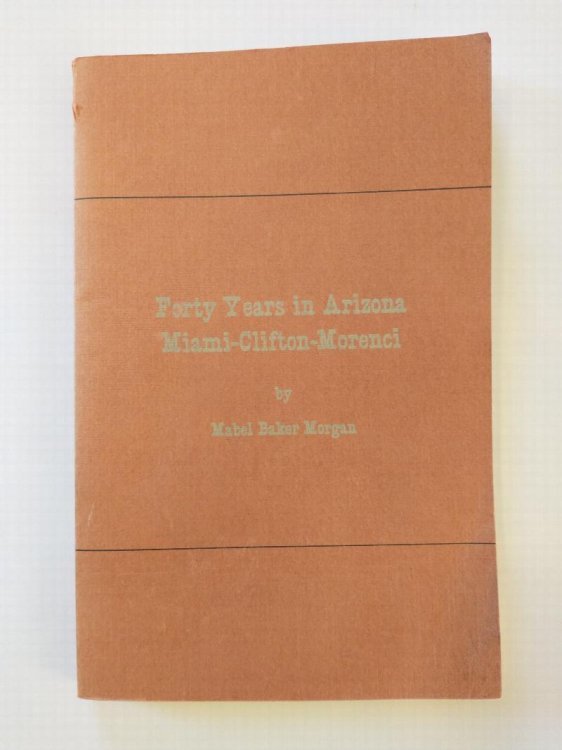 Forty Years in Arizona
Miami-Clifton-Morenci
by
Mabel Baker Morgan